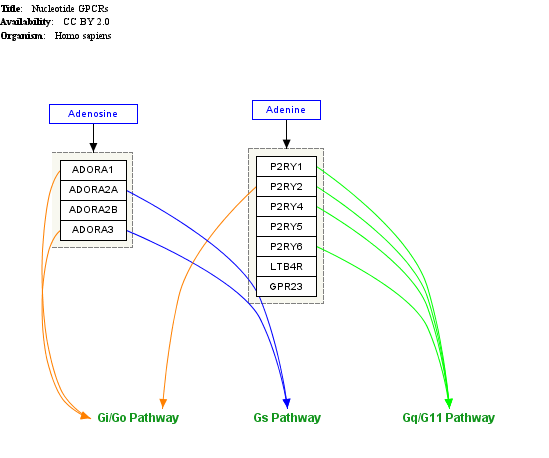 Title: Nucleotide GPCRs
Availability: CC BY 2.0
Organism: Homo sapiens
Adenosine
Adenine
ADORA1
ADORA2A
ADORA2B
ADORA3
P2RY1
P2RY2
P2RY4
P2RY5
P2RY6
LTB4R
GPR23
Gi/Go Pathway
Gs Pathway
Gq/G11 Pathway